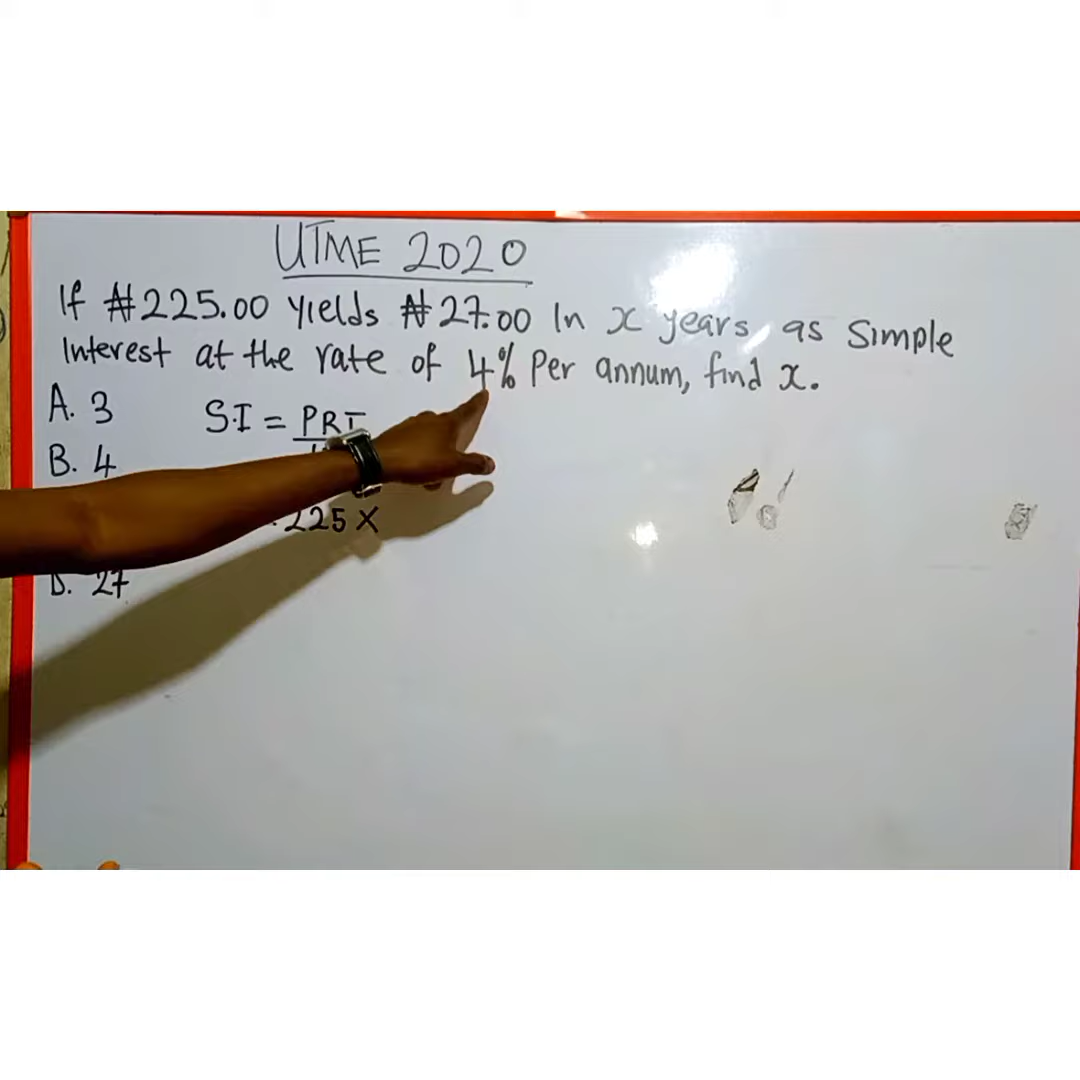 UTME 2020
If ₦225.00 yields ₦27.00 In x years as Simple
Interest at the rate of 4% Per annum, find x.
A. 3
S.I = PRT
B. 4
225 X
D. 27